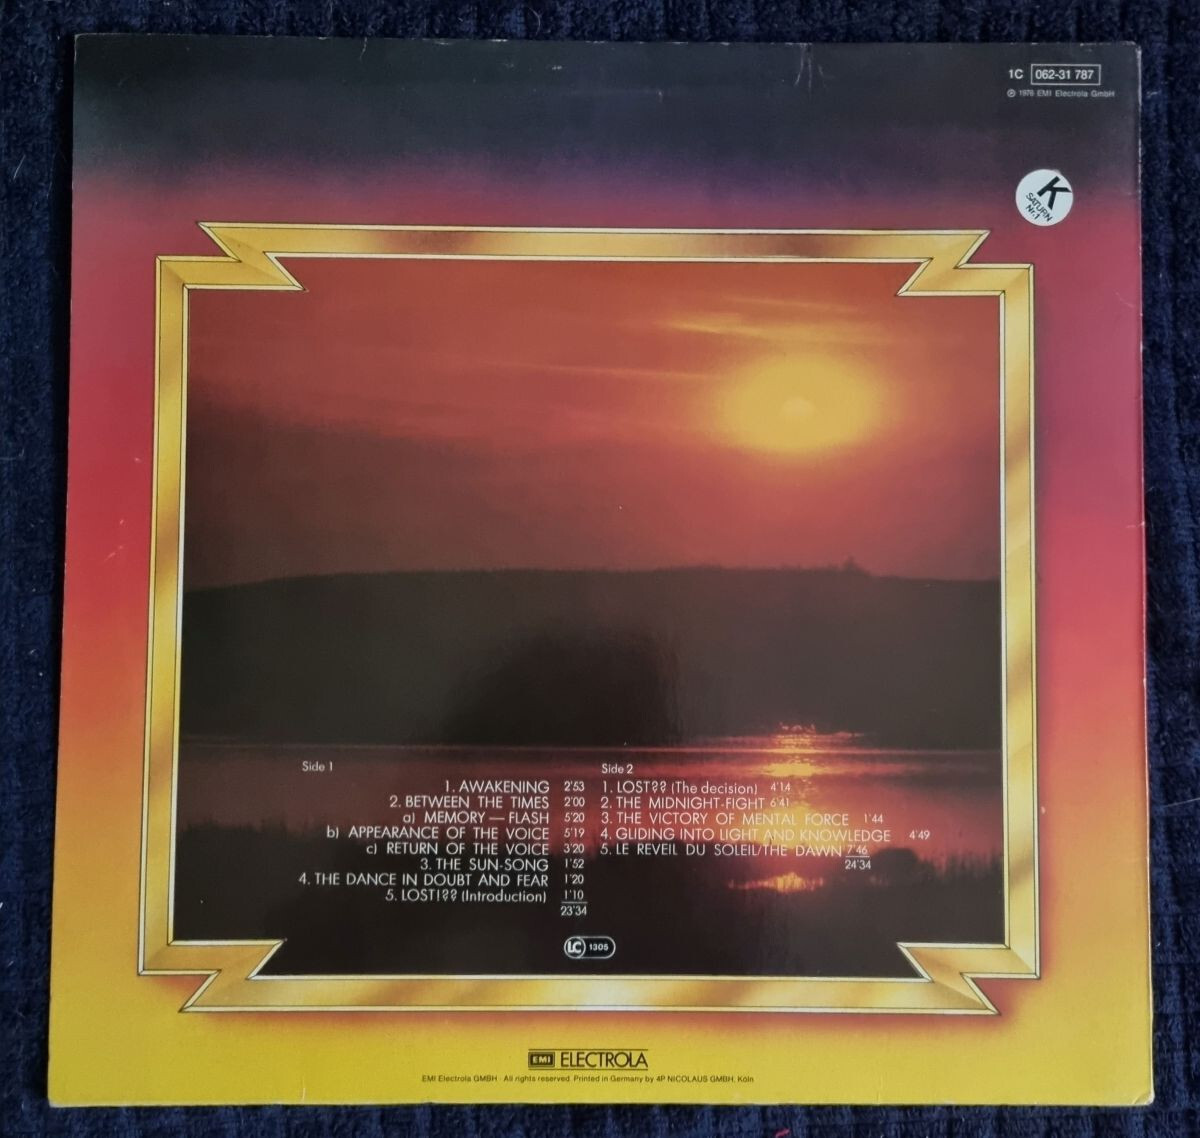 1C 062-31 787
℗ 1976 EMI Electrola GmbH
K
SATURN
Nr.1
Side 1
1. AWAKENING 2'53
2. BETWEEN THE TIMES 2'00
a) MEMORY — FLASH 5'20
b) APPEARANCE OF THE VOICE 5'19
c) RETURN OF THE VOICE 3'20
3. THE SUN-SONG 1'52
4. THE DANCE IN DOUBT AND FEAR 1'20
5. LOST!?? (Introduction) 1'10
23'34
Side 2
1. LOST?? (The decision) 4'14
2. THE MIDNIGHT-FIGHT 6'41
3. THE VICTORY OF MENTAL FORCE 1'44
4. GLIDING INTO LIGHT AND KNOWLEDGE 4'49
5. LE REVEIL DU SOLEIL/THE DAWN 7'46
24'34
LC 1305
EMI ELECTROLA
EMI Electrola GMBH · All rights reserved. Printed in Germany by 4P NICOLAUS GMBH, Köln